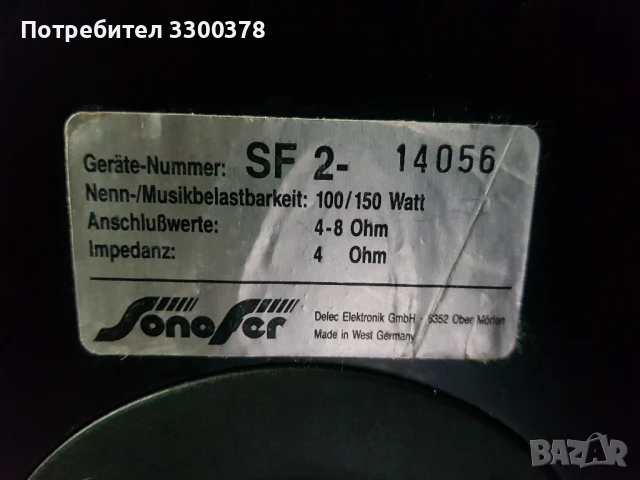 Потребител 3300378
Geräte-Nummer: SF 2- 14056
Nenn-/Musikbelastbarkeit: 100/150 Watt
Anschlußwerte: 4-8 Ohm
Impedanz: 4 Ohm
SonoFer
Delec Elektronik GmbH - 6352 Ober Mörlen
Made in West Germany
BAZAR